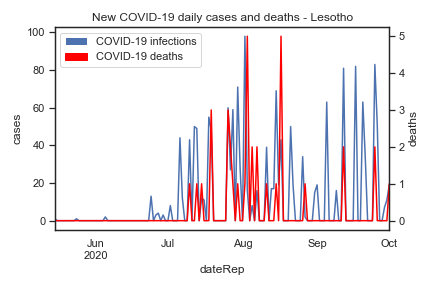 New COVID-19 daily cases and deaths - Lesotho
COVID-19 infections
COVID-19 deaths
100
80
60
40
20
0
cases
5
4
3
2
1
0
deaths
Jun Jul Aug Sep Oct
2020
dateRep